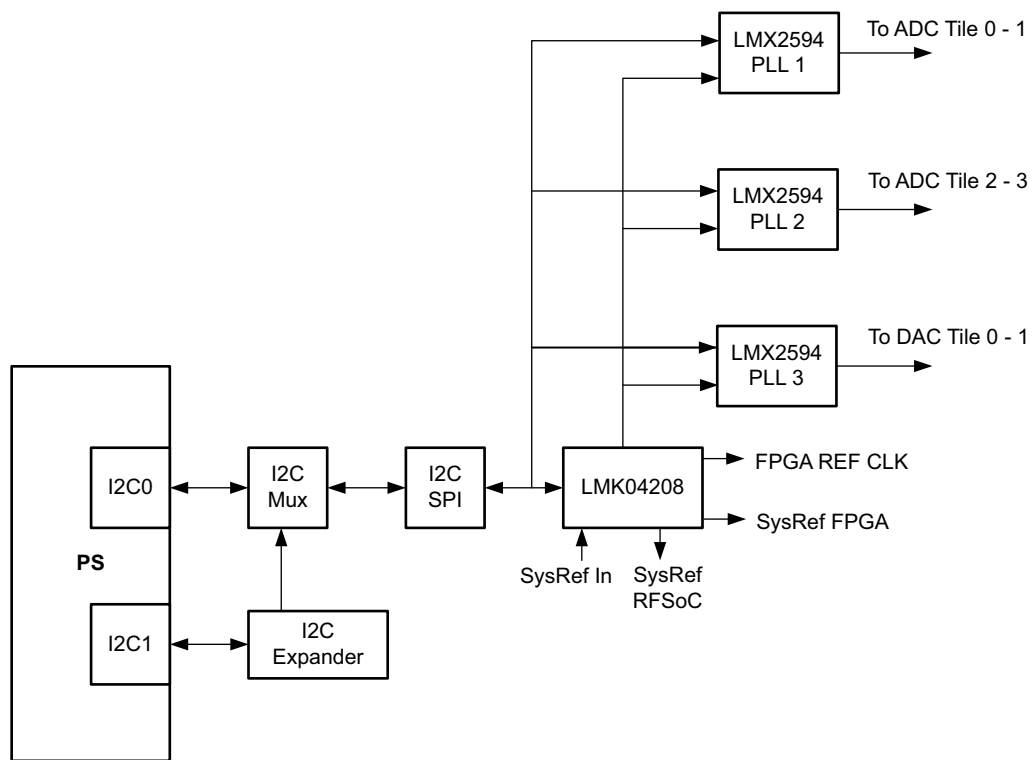 To ADC Tile 0 - 1
LMX2594
PLL 1
To ADC Tile 2 - 3
LMX2594
PLL 2
To DAC Tile 0 - 1
LMX2594
PLL 3
I2C0
I2C
Mux
I2C
SPI
LMK04208
FPGA REF CLK
SysRef FPGA
PS
SysRef In
SysRef
RFSoC
I2C1
I2C
Expander